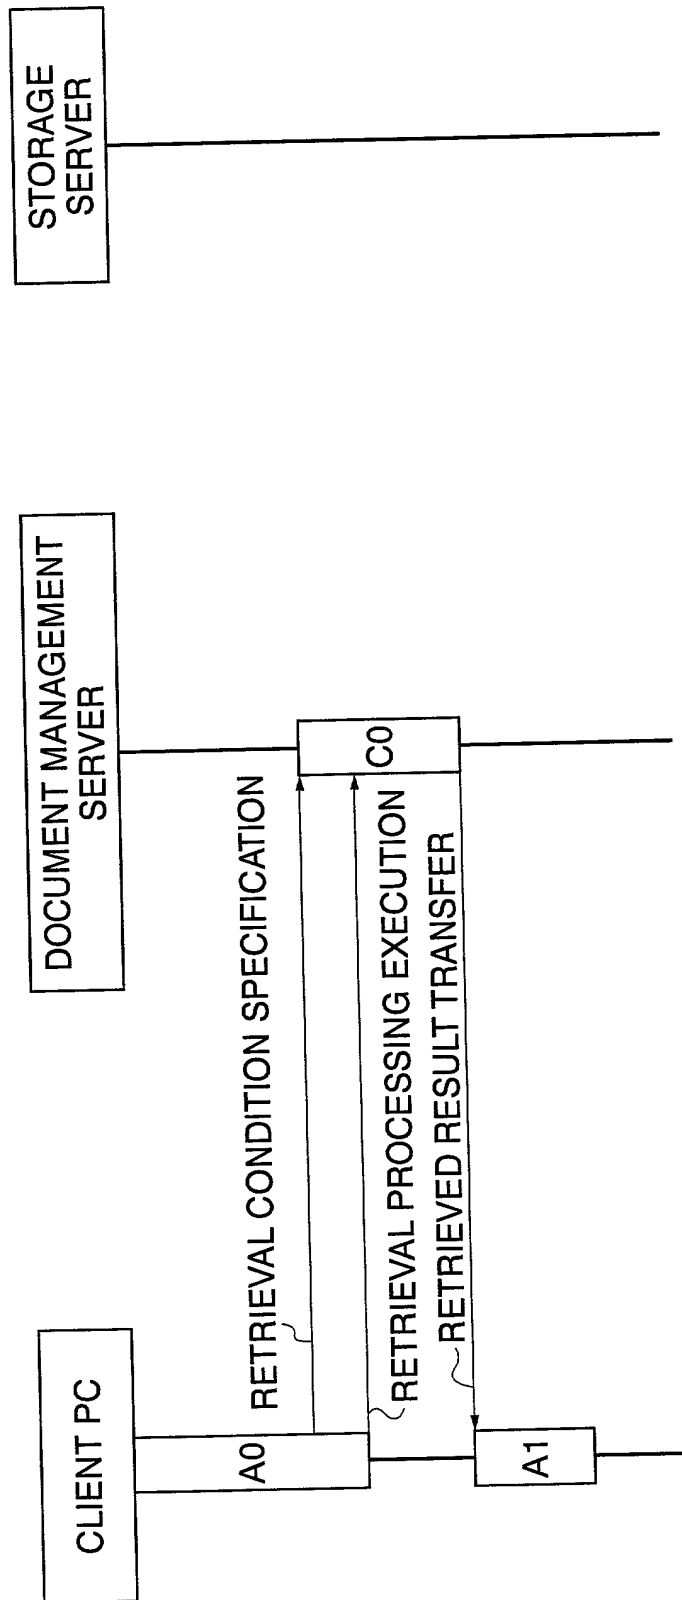 CLIENT PC
DOCUMENT MANAGEMENT
SERVER
STORAGE
SERVER
A0
RETRIEVAL CONDITION SPECIFICATION
C0
RETRIEVAL PROCESSING EXECUTION
RETRIEVED RESULT TRANSFER
A1